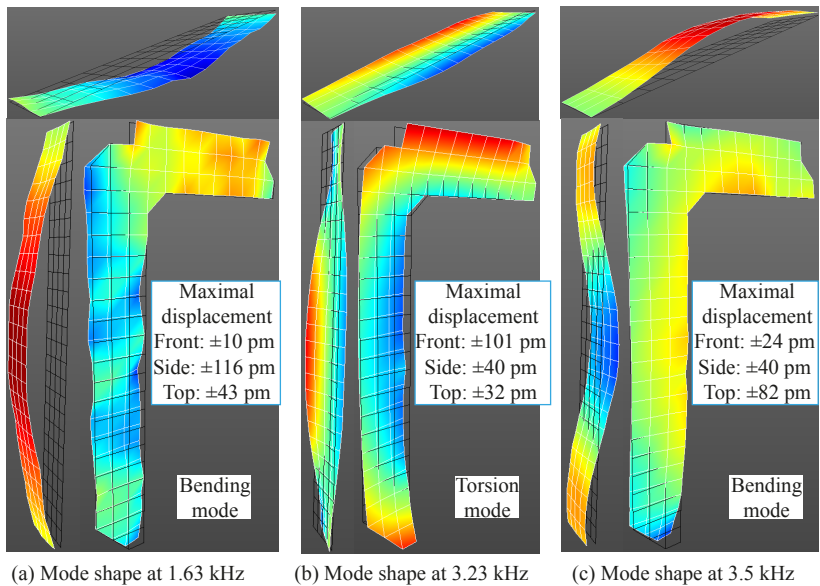 Maximal
displacement
Front: ±10 pm
Side: ±116 pm
Top: ±43 pm
Bending
mode
(a) Mode shape at 1.63 kHz
Maximal
displacement
Front: ±101 pm
Side: ±40 pm
Top: ±32 pm
Torsion
mode
(b) Mode shape at 3.23 kHz
Maximal
displacement
Front: ±24 pm
Side: ±40 pm
Top: ±82 pm
Bending
mode
(c) Mode shape at 3.5 kHz